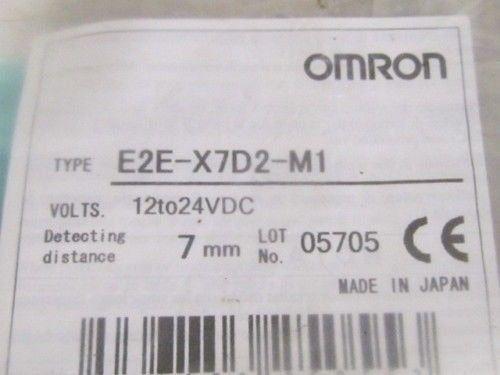 OMRON
TYPE E2E-X7D2-M1
VOLTS. 12to24VDC
Detecting distance 7 mm LOT No. 05705 CE
MADE IN JAPAN